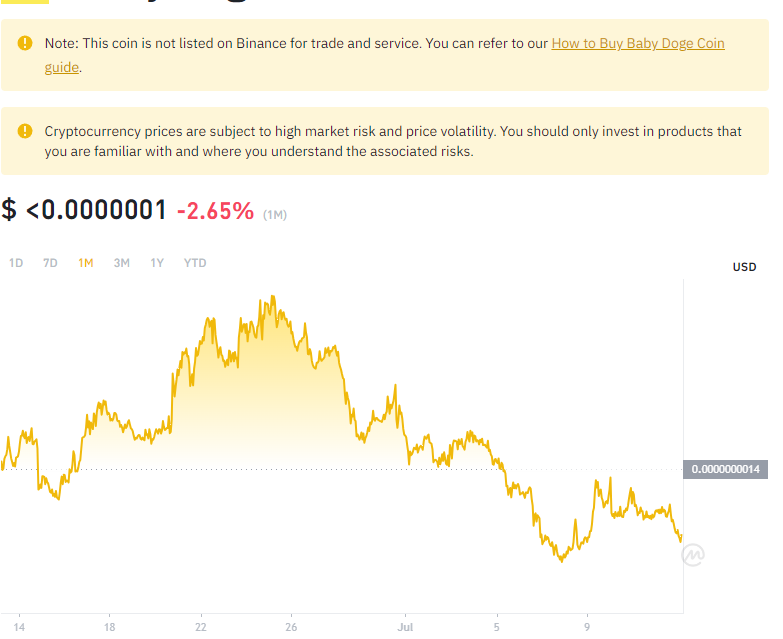 Note: This coin is not listed on Binance for trade and service. You can refer to our How to Buy Baby Doge Coin
guide.
Cryptocurrency prices are subject to high market risk and price volatility. You should only invest in products that
you are familiar with and where you understand the associated risks.
$ <0.0000001 -2.65% (1M)
1D 7D 1M 3M 1Y YTD
USD
0.0000000014
14 18 22 26 Jul 5 9